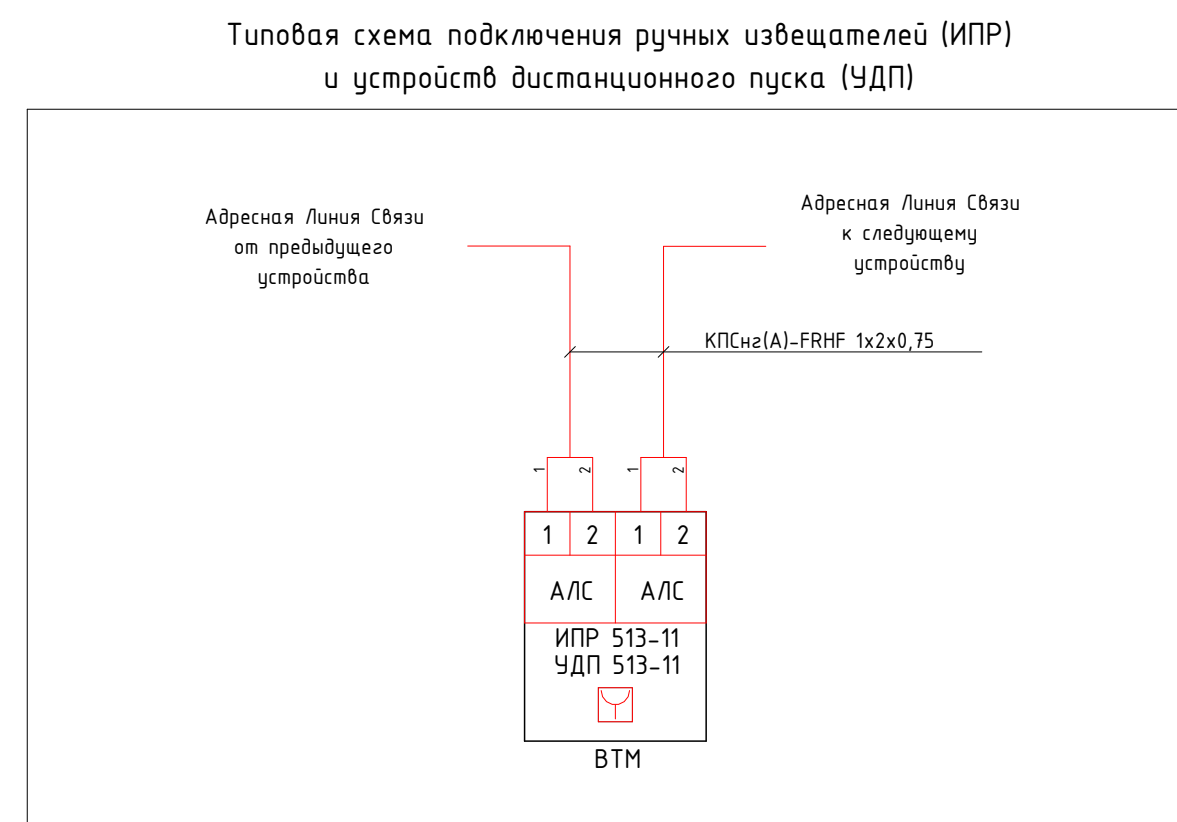 Типовая схема подключения ручных извещателей (ИПР)
и устройств дистанционного пуска (УДП)
Адресная Линия Связи
от предыдущего
устройства
Адресная Линия Связи
к следующему
устройству
КПСнг(А)-FRHF 1x2x0,75
1 2 1 2
1 2 1 2
АЛС АЛС
ИПР 513-11
УДП 513-11
ВТМ